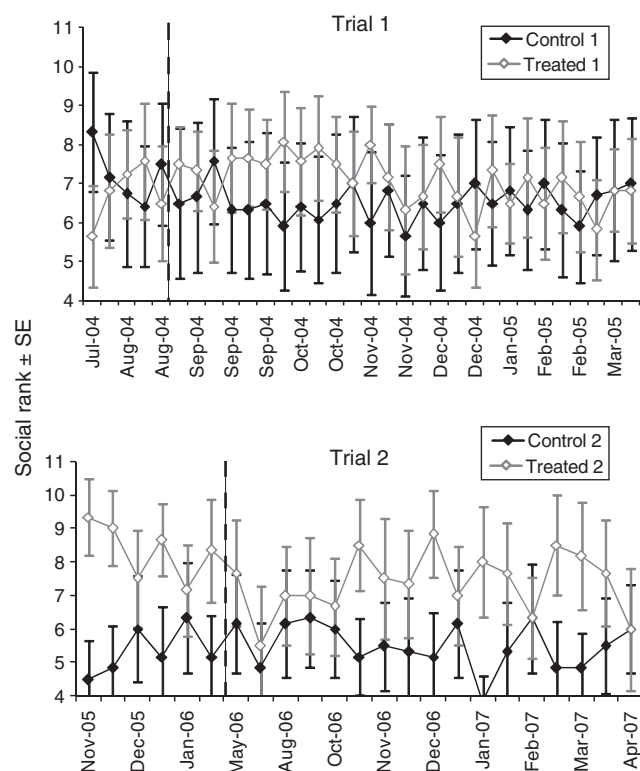 Trial 1
Control 1
Treated 1
11
10
9
8
7
6
5
4
Jul-04
Aug-04
Aug-04
Sep-04
Sep-04
Sep-04
Oct-04
Oct-04
Nov-04
Nov-04
Dec-04
Dec-04
Jan-05
Feb-05
Feb-05
Mar-05
Social rank ± SE
Trial 2
Control 2
Treated 2
11
10
9
8
7
6
5
4
Nov-05
Dec-05
Jan-06
May-06
Aug-06
Oct-06
Nov-06
Dec-06
Jan-07
Feb-07
Mar-07
Apr-07